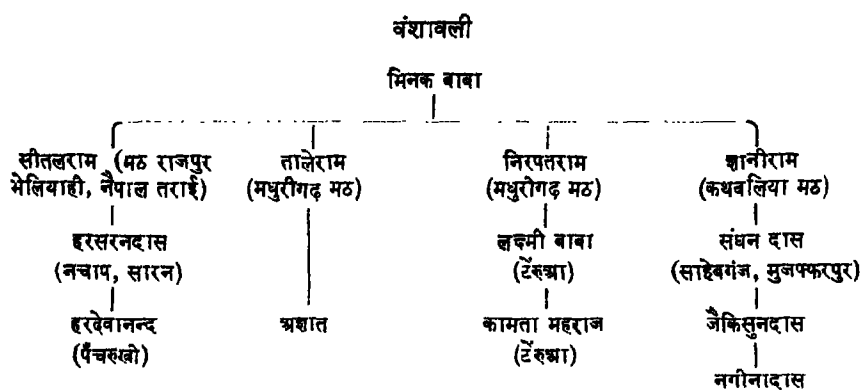 वंशावली
मिनक बाबा
सीतलराम (मठ राजपुर
भेलियाही, नैपाल तराई)
तालेराम
(मधुरीगढ़ मठ)
निरपतराम
(मधुरीगढ़ मठ)
ज्ञानीराम
(कथवलिया मठ)
हरसरनदास
(नचाप, सारन)
लक्ष्मी बाबा
(टेंरुआ)
संघन दास
(साहेबगंज, मुजफ्फरपुर)
हरदेवानन्द
(पँचरुखी)
अज्ञात
कामता महराज
(टेंरुआ)
जैकिसुनदास
नगीनादास